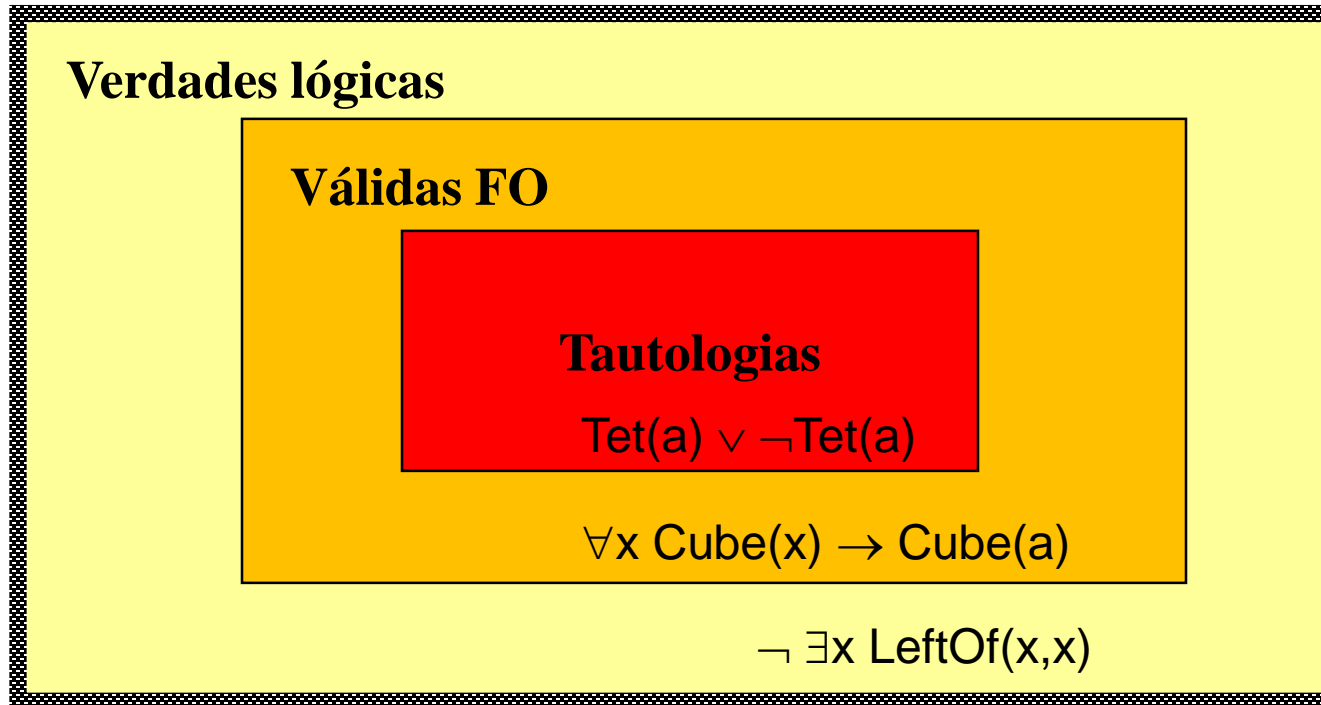 Verdades lógicas
Válidas FO
Tautologias
Tet(a) ∨ ¬Tet(a)
∀x Cube(x) → Cube(a)
¬ ∃x LeftOf(x,x)